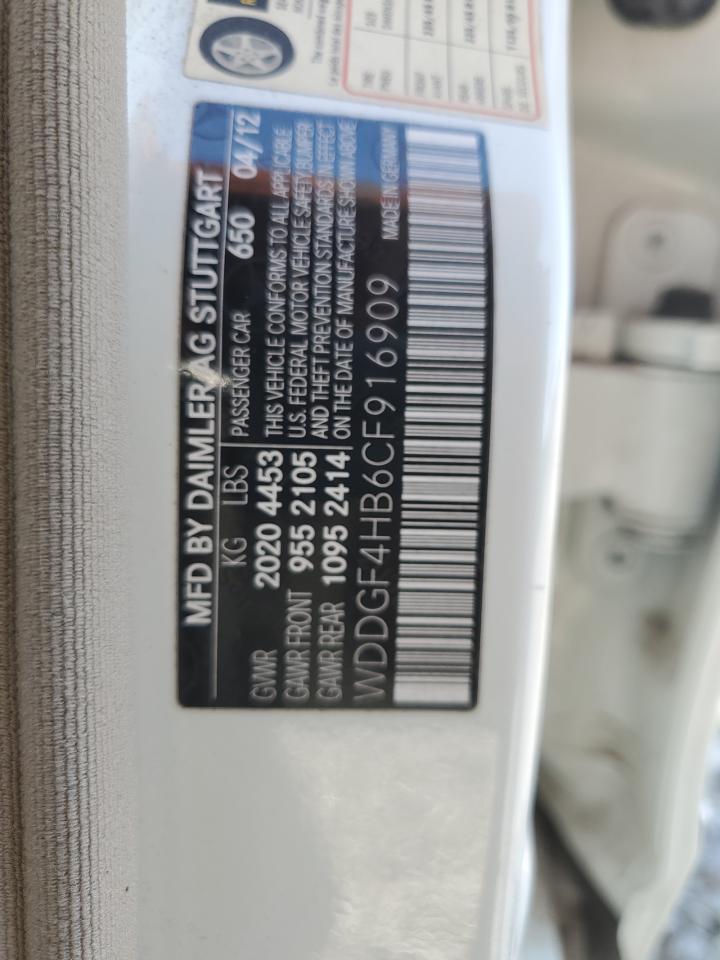 MFD BY DAIMLER AG STUTTGART
KG LBS PASSENGER CAR 650 04/12
GWR 2020 4453 THIS VEHICLE CONFORMS TO ALL APPLICABLE
GAWR FRONT 955 2105 U.S. FEDERAL MOTOR VEHICLE SAFETY BUMPER
GAWR REAR 1095 2414 AND THEFT PREVENTION STANDARDS IN EFFECT
ON THE DATE OF MANUFACTURE SHOWN ABOVE
WDDGF4HB6CF916909 MADE IN GERMANY